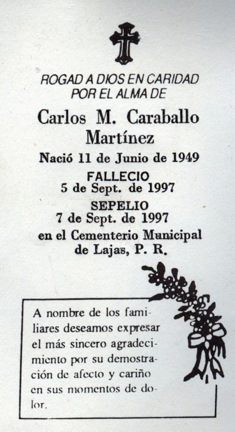 ROGAD A DIOS EN CARIDAD
POR EL ALMA DE
Carlos M. Caraballo
Martínez
Nació 11 de Junio de 1949
FALLECIO
5 de Sept. de 1997
SEPELIO
7 de Sept. de 1997
en el Cementerio Municipal
de Lajas, P. R.
A nombre de los fami-
liares deseamos expresar
el más sincero agradeci-
miento por su demostra-
ción de afecto y cariño
en sus momentos de do-
lor.